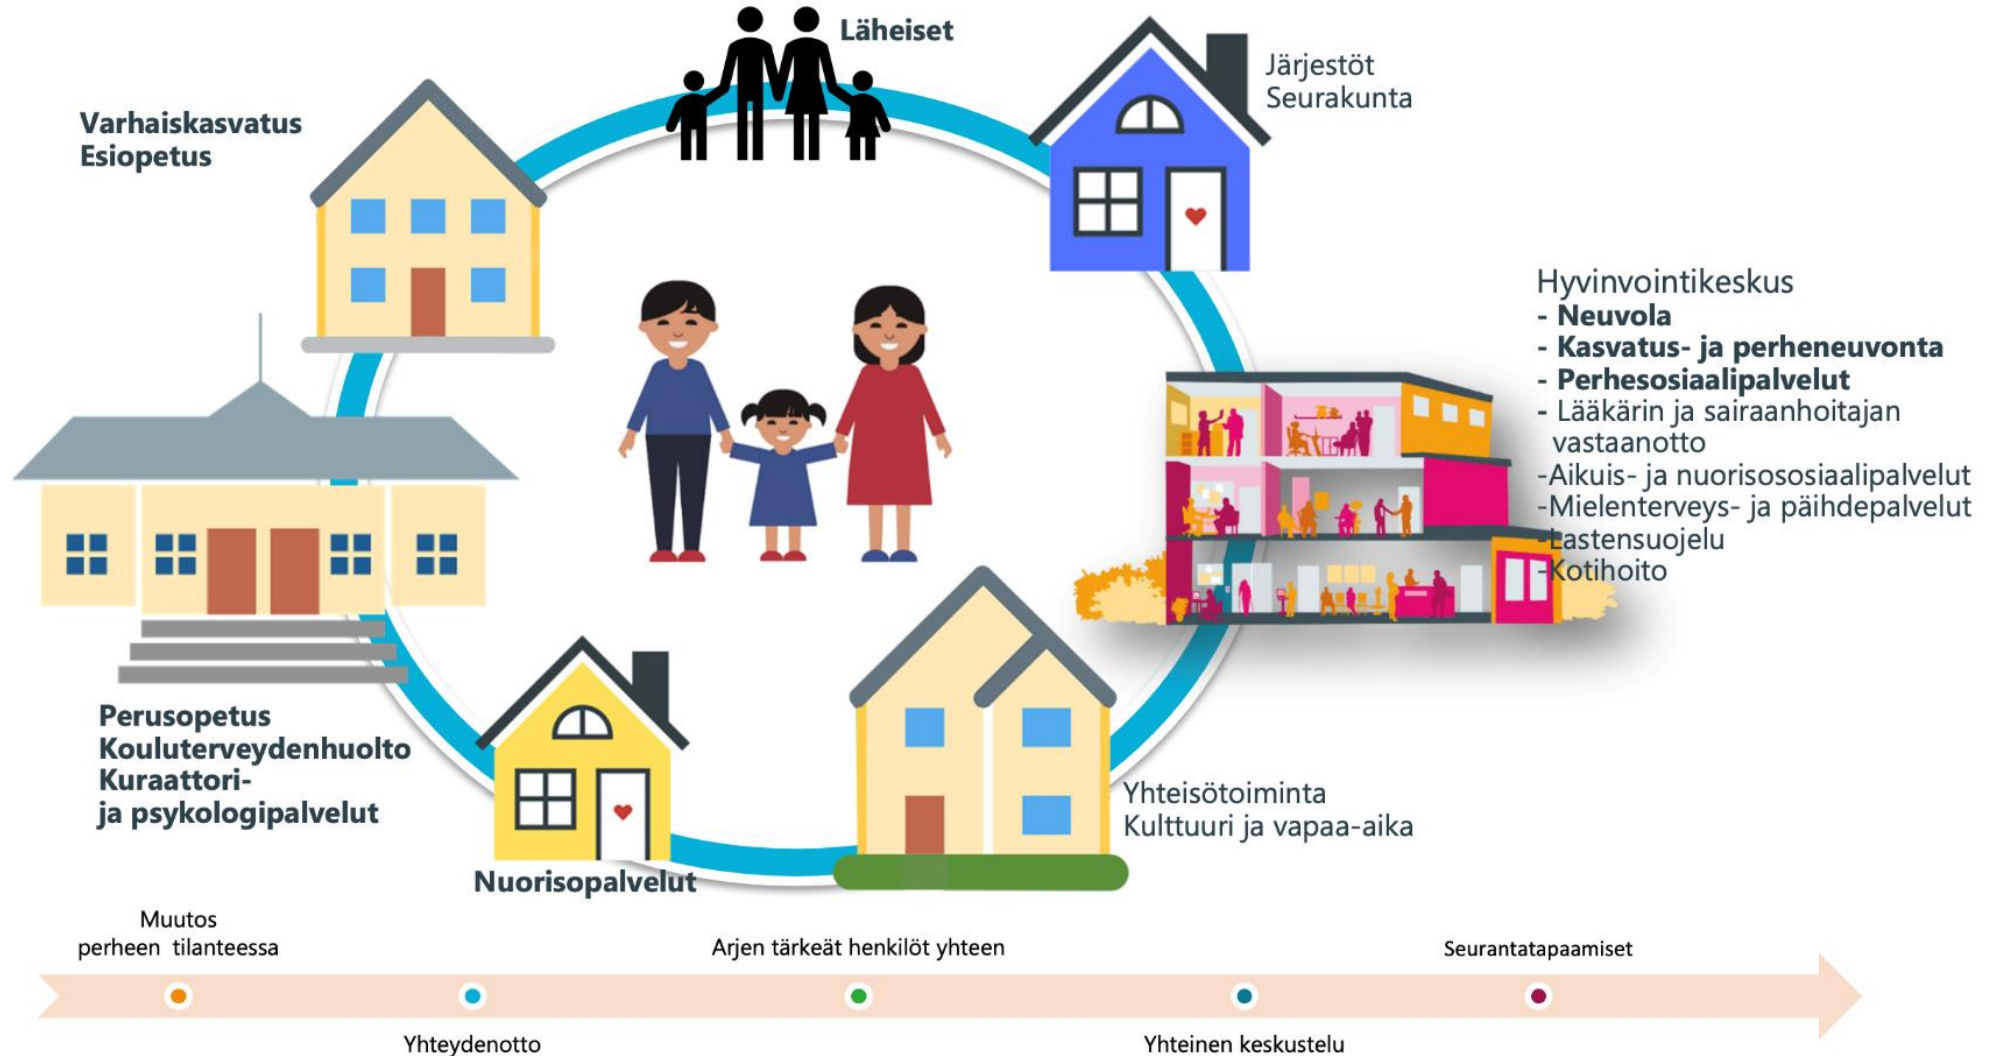 Läheiset
Järjestöt
Seurakunta
Varhaiskasvatus
Esiopetus
Hyvinvointikeskus
- Neuvola
- Kasvatus- ja perheneuvonta
- Perhesosiaalipalvelut
- Lääkärin ja sairaanhoitajan
vastaanotto
-Aikuis- ja nuorisososiaalipalvelut
-Mielenterveys- ja päihdepalvelut
-Lastensuojelu
-Kotihoito
Perusopetus
Kouluterveydenhuolto
Kuraattori-
ja psykologipalvelut
Yhteisötoiminta
Kulttuuri ja vapaa-aika
Nuorisopalvelut
Muutos
perheen tilanteessa
Yhteydenotto
Arjen tärkeät henkilöt yhteen
Yhteinen keskustelu
Seurantatapaamiset